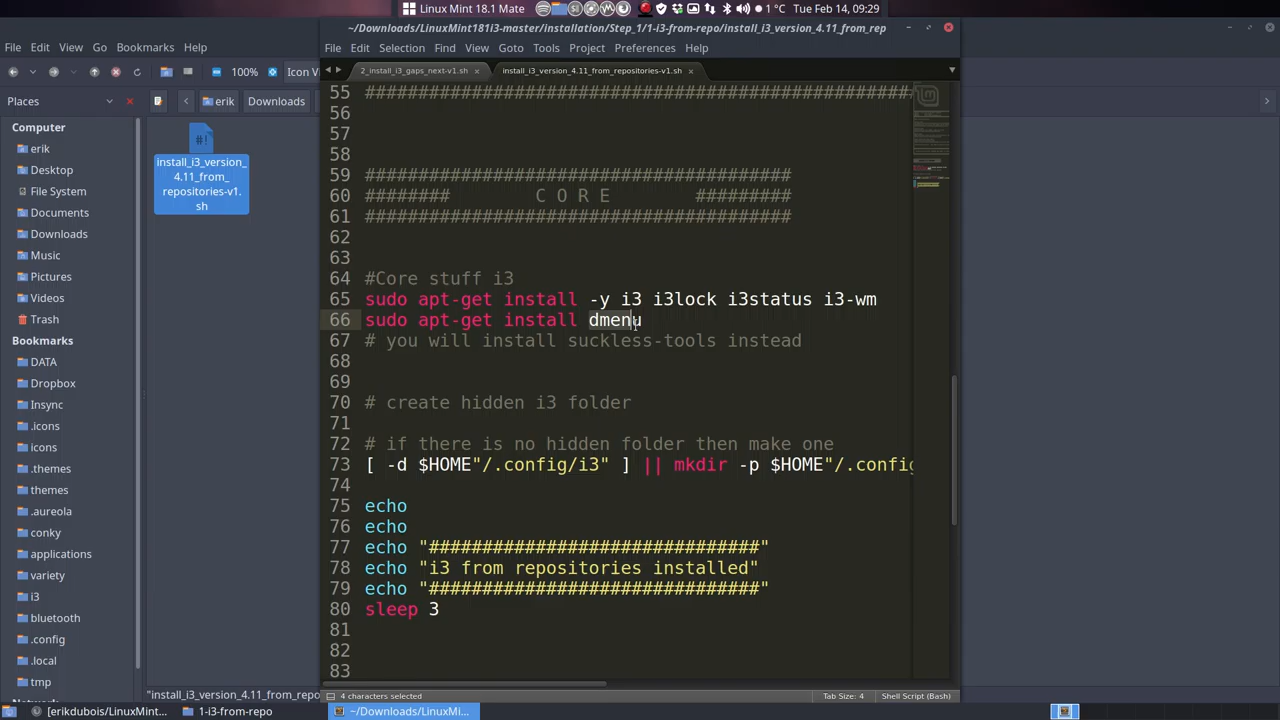 Linux Mint 18.1 Mate
1 °C
Tue Feb 14, 09:29
File Edit View Go Bookmarks Help
100%
Icon Vi
Places
erik
Downloads
Computer
erik
Desktop
File System
Documents
Downloads
Music
Pictures
Videos
Trash
Bookmarks
DATA
Dropbox
Insync
.icons
icons
.themes
themes
.aureola
conky
applications
variety
i3
bluetooth
.config
.local
tmp
#!
install_i3_version_
4.11_from_
repositories-v1.
sh
"install_i3_version_4.11_from_repo
~/Downloads/LinuxMint181i3-master/installation/Step_1/1-i3-from-repo/install_i3_version_4.11_from_rep
File Edit Selection Find View Goto Tools Project Preferences Help
2_install_i3_gaps_next-v1.sh
install_i3_version_4.11_from_repositories-v1.sh
55 ####################################################
56
57
58
59 ########################################
60 ######## C O R E #########
61 ########################################
62
63
64 #Core stuff i3
65 sudo apt-get install -y i3 i3lock i3status i3-wm
66 sudo apt-get install dmenu
67 # you will install suckless-tools instead
68
69
70 # create hidden i3 folder
71
72 # if there is no hidden folder then make one
73 [ -d $HOME"/.config/i3" ] || mkdir -p $HOME"/.config
74
75 echo
76 echo
77 echo "###############################"
78 echo "i3 from repositories installed"
79 echo "###############################"
80 sleep 3
81
82
83
4 characters selected
Tab Size: 4
Shell Script (Bash)
[erikdubois/LinuxMint...
1-i3-from-repo
~/Downloads/LinuxMi...